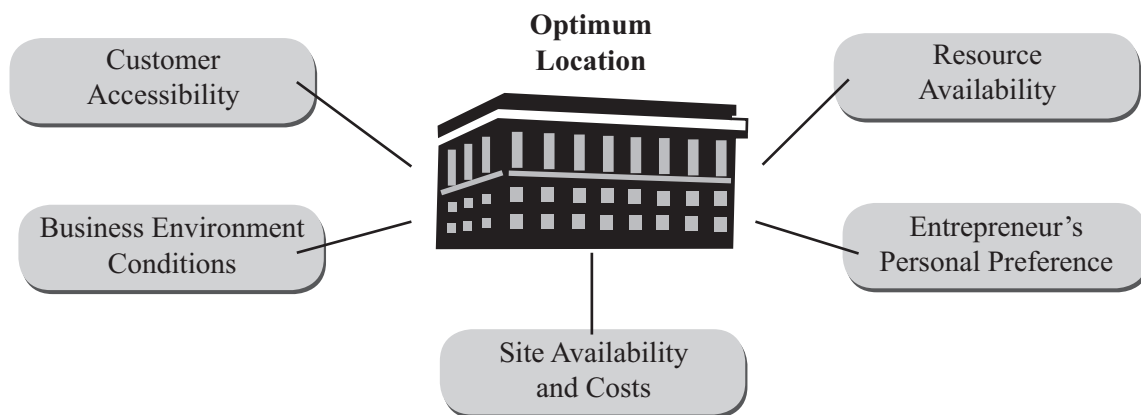 Optimum
Location
Customer
Accessibility
Resource
Availability
Business Environment
Conditions
Entrepreneur’s
Personal Preference
Site Availability
and Costs